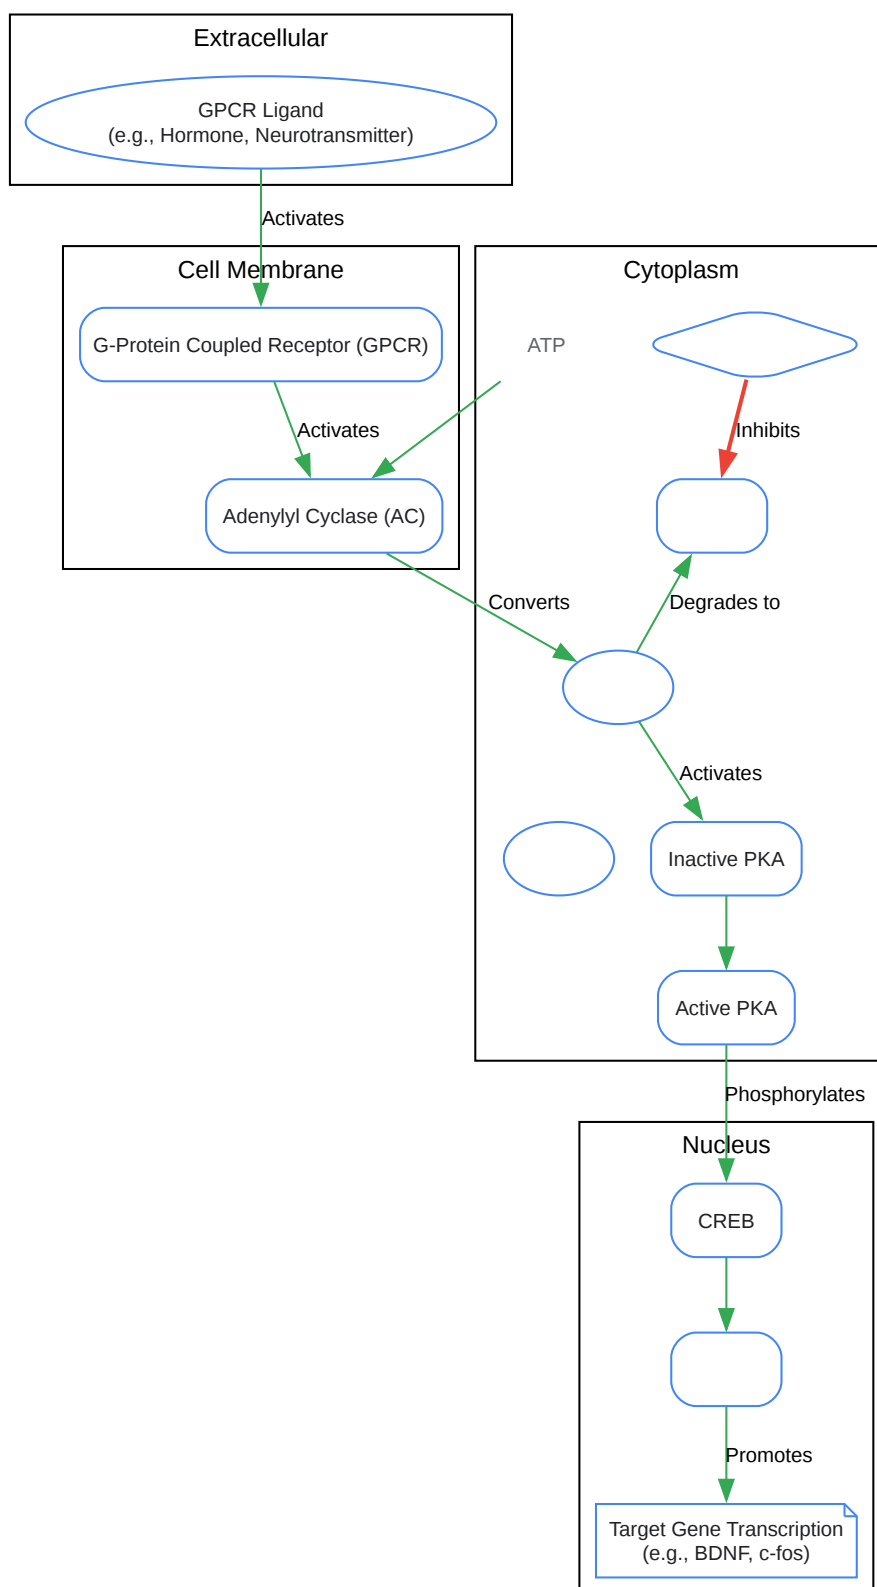 Extracellular
GPCR Ligand
(e.g., Hormone, Neurotransmitter)
Activates
Cell Membrane
Cytoplasm
G-Protein Coupled Receptor (GPCR)
ATP
Activates
Inhibits
Adenylyl Cyclase (AC)
Converts
Degrades to
Activates
Inactive PKA
Active PKA
Phosphorylates
Nucleus
CREB
Promotes
Target Gene Transcription
(e.g., BDNF, c-fos)